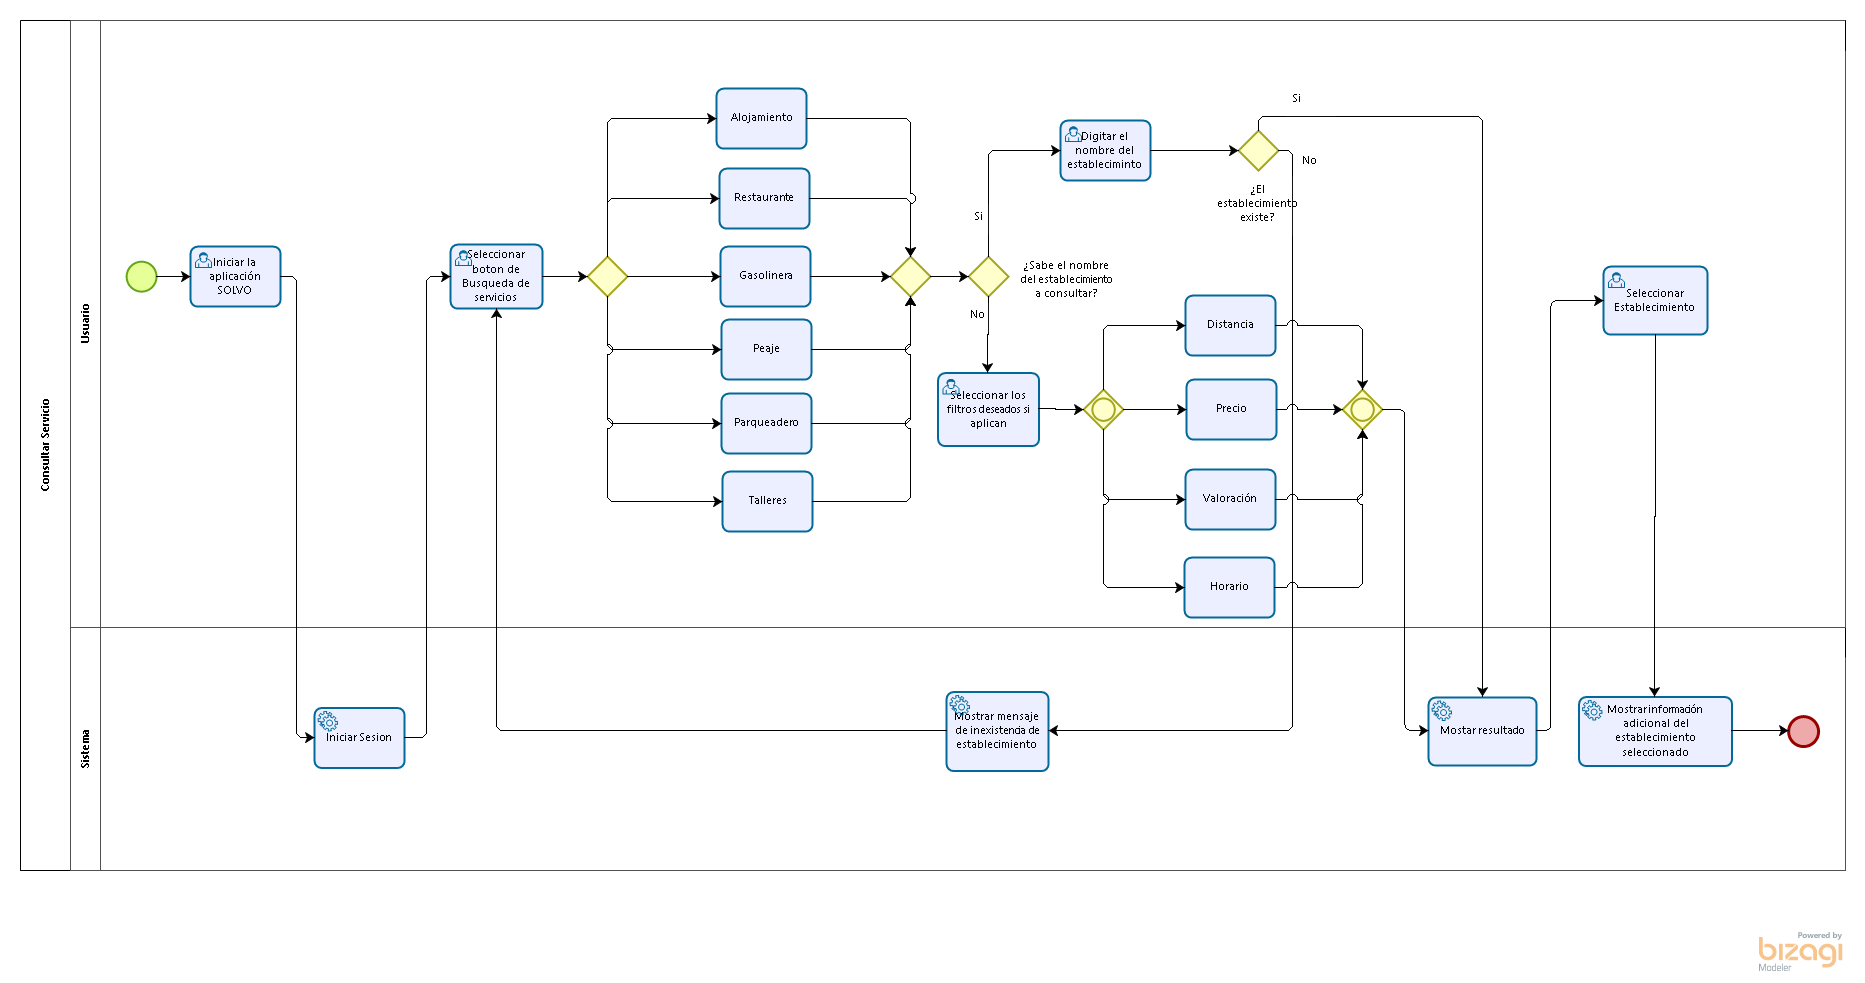 Consultar Servicio
Usuario
Sistema
Iniciar la
aplicación
SOLVO
Iniciar Sesion
Seleccionar
boton de
Busqueda de
servicios
Alojamiento
Restaurante
Gasolinera
Peaje
Parqueadero
Talleres
¿Sabe el nombre
del establecimiento
a consultar?
Si
No
Digitar el
nombre del
estableciminto
¿El
establecimiento
existe?
Si
No
Seleccionar los
filtros deseados si
aplican
Distancia
Precio
Valoración
Horario
Mostrar mensaje
de inexistencia de
establecimiento
Mostar resultado
Seleccionar
Establecimiento
Mostrar información
adicional del
establecimiento
seleccionado
Powered by
bizagi
Modeler